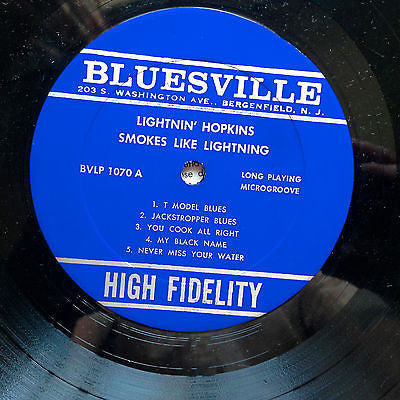 BLUESVILLE
203 S. WASHINGTON AVE., BERGENFIELD, N. J.
LIGHTNIN' HOPKINS
SMOKES LIKE LIGHTNING
BVLP 1070 A
LONG PLAYING
MICROGROOVE
1. T MODEL BLUES
2. JACKSTROPPER BLUES
3. YOU COOK ALL RIGHT
4. MY BLACK NAME
5. NEVER MISS YOUR WATER
HIGH FIDELITY